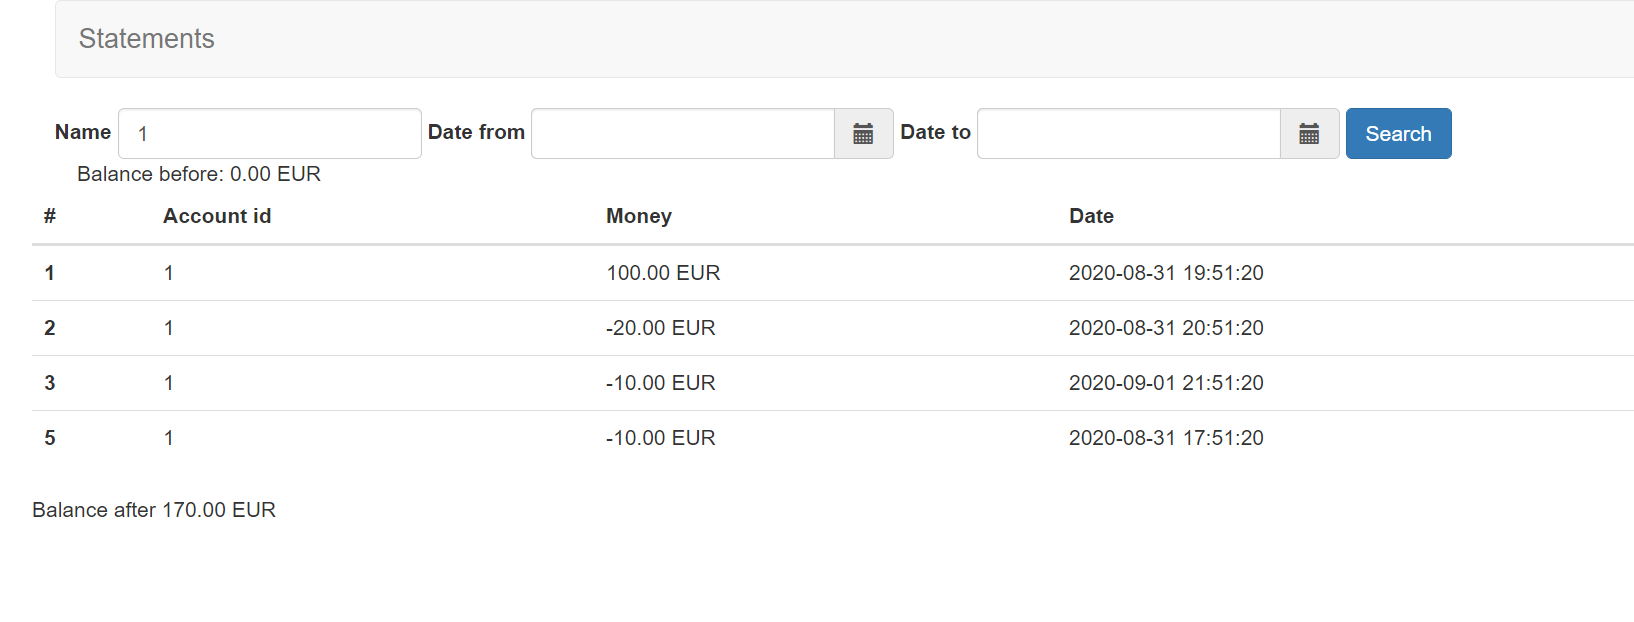 Statements
Name 1 Date from Date to Search
Balance before: 0.00 EUR
# Account id Money Date
1 1 100.00 EUR 2020-08-31 19:51:20
2 1 -20.00 EUR 2020-08-31 20:51:20
3 1 -10.00 EUR 2020-09-01 21:51:20
5 1 -10.00 EUR 2020-08-31 17:51:20
Balance after 170.00 EUR